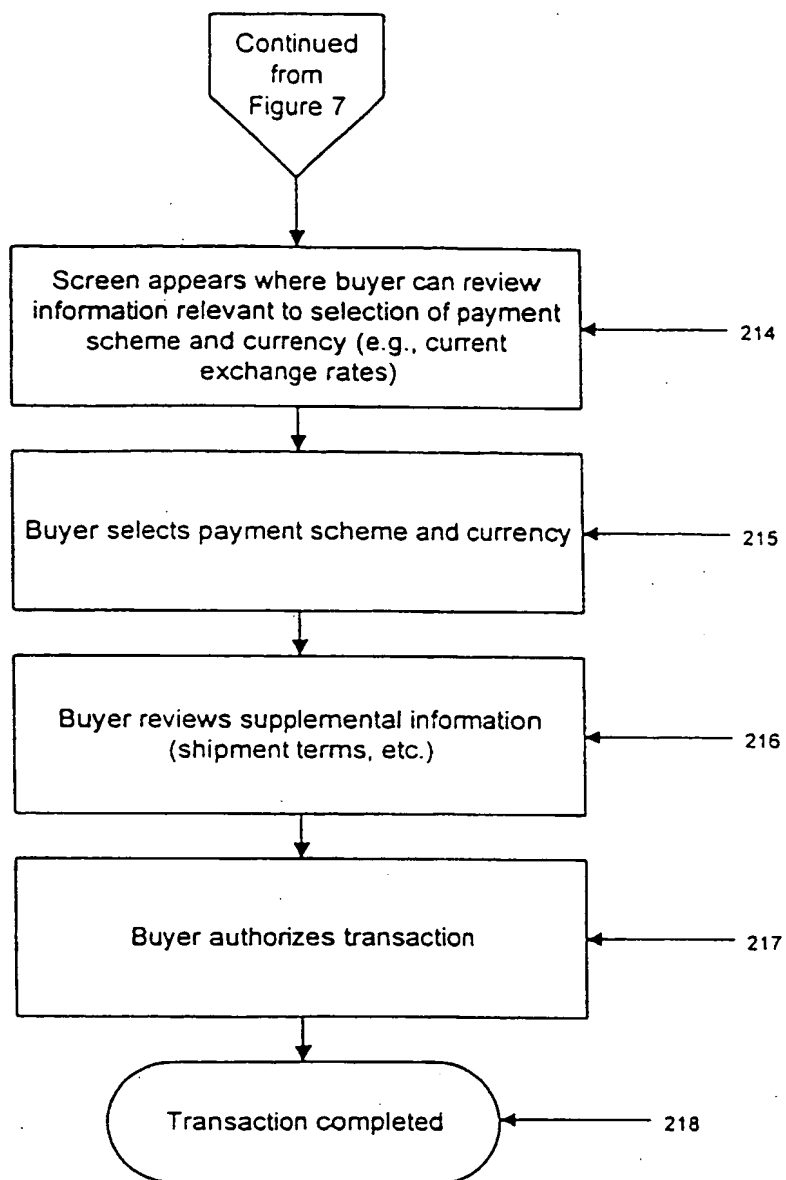 Continued
from
Figure 7
Screen appears where buyer can review
information relevant to selection of payment
scheme and currency (e.g., current
exchange rates)
214
Buyer selects payment scheme and currency
215
Buyer reviews supplemental information
(shipment terms, etc.)
216
Buyer authorizes transaction
217
Transaction completed
218